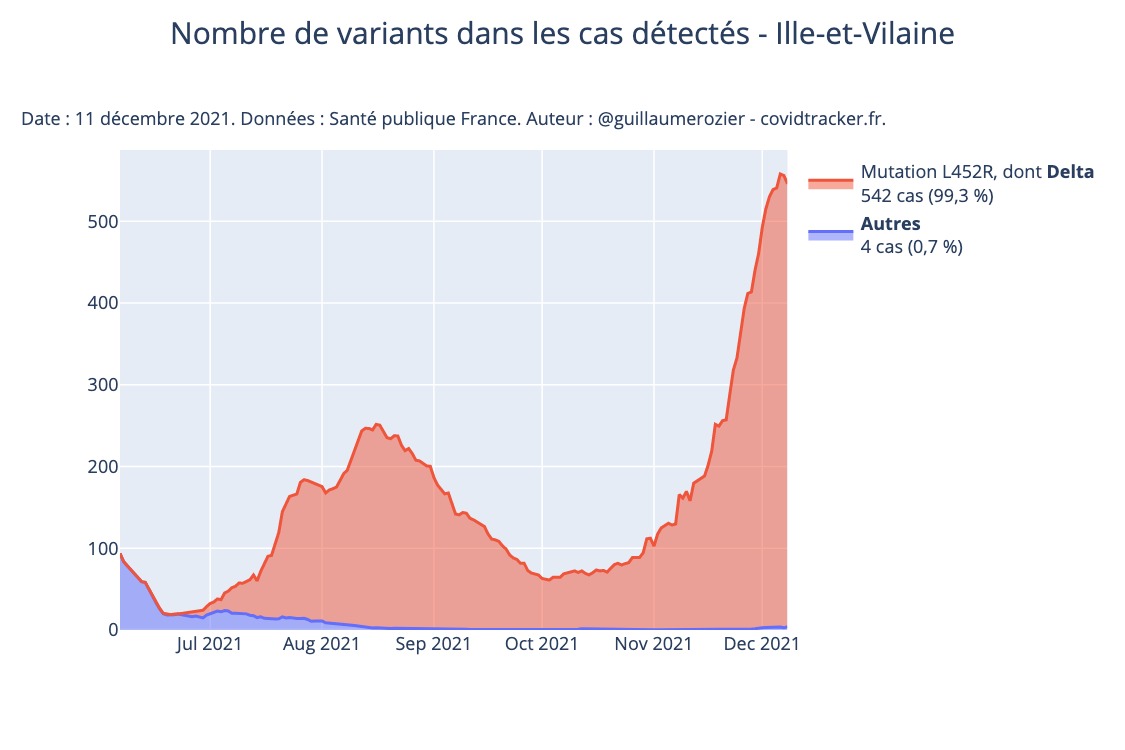 Nombre de variants dans les cas détectés - Ille-et-Vilaine
Date : 11 décembre 2021. Données : Santé publique France. Auteur : @guillaumerozier - covidtracker.fr.
Mutation L452R, dont Delta
542 cas (99,3 %)
Autres
4 cas (0,7 %)
500
400
300
200
100
0
Jul 2021 Aug 2021 Sep 2021 Oct 2021 Nov 2021 Dec 2021